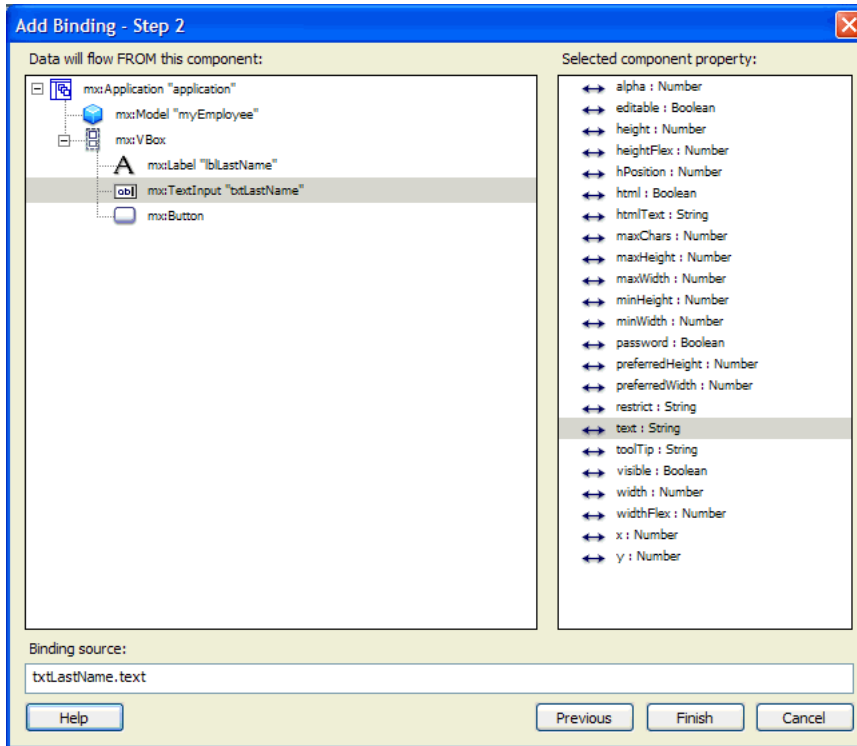 Add Binding - Step 2
Data will flow FROM this component:
mx:Application "application"
mx:Model "myEmployee"
mx:VBox
A mx:Label "lblLastName"
abl mx:TextInput "txtLastName"
mx:Button
Selected component property:
alpha : Number
editable : Boolean
height : Number
heightFlex : Number
hPosition : Number
html : Boolean
htmlText : String
maxChars : Number
maxHeight : Number
maxWidth : Number
minHeight : Number
minWidth : Number
password : Boolean
preferredHeight : Number
preferredWidth : Number
restrict : String
text : String
toolTip : String
visible : Boolean
width : Number
widthFlex : Number
x : Number
y : Number
Binding source:
txtLastName.text
Help
Previous
Finish
Cancel